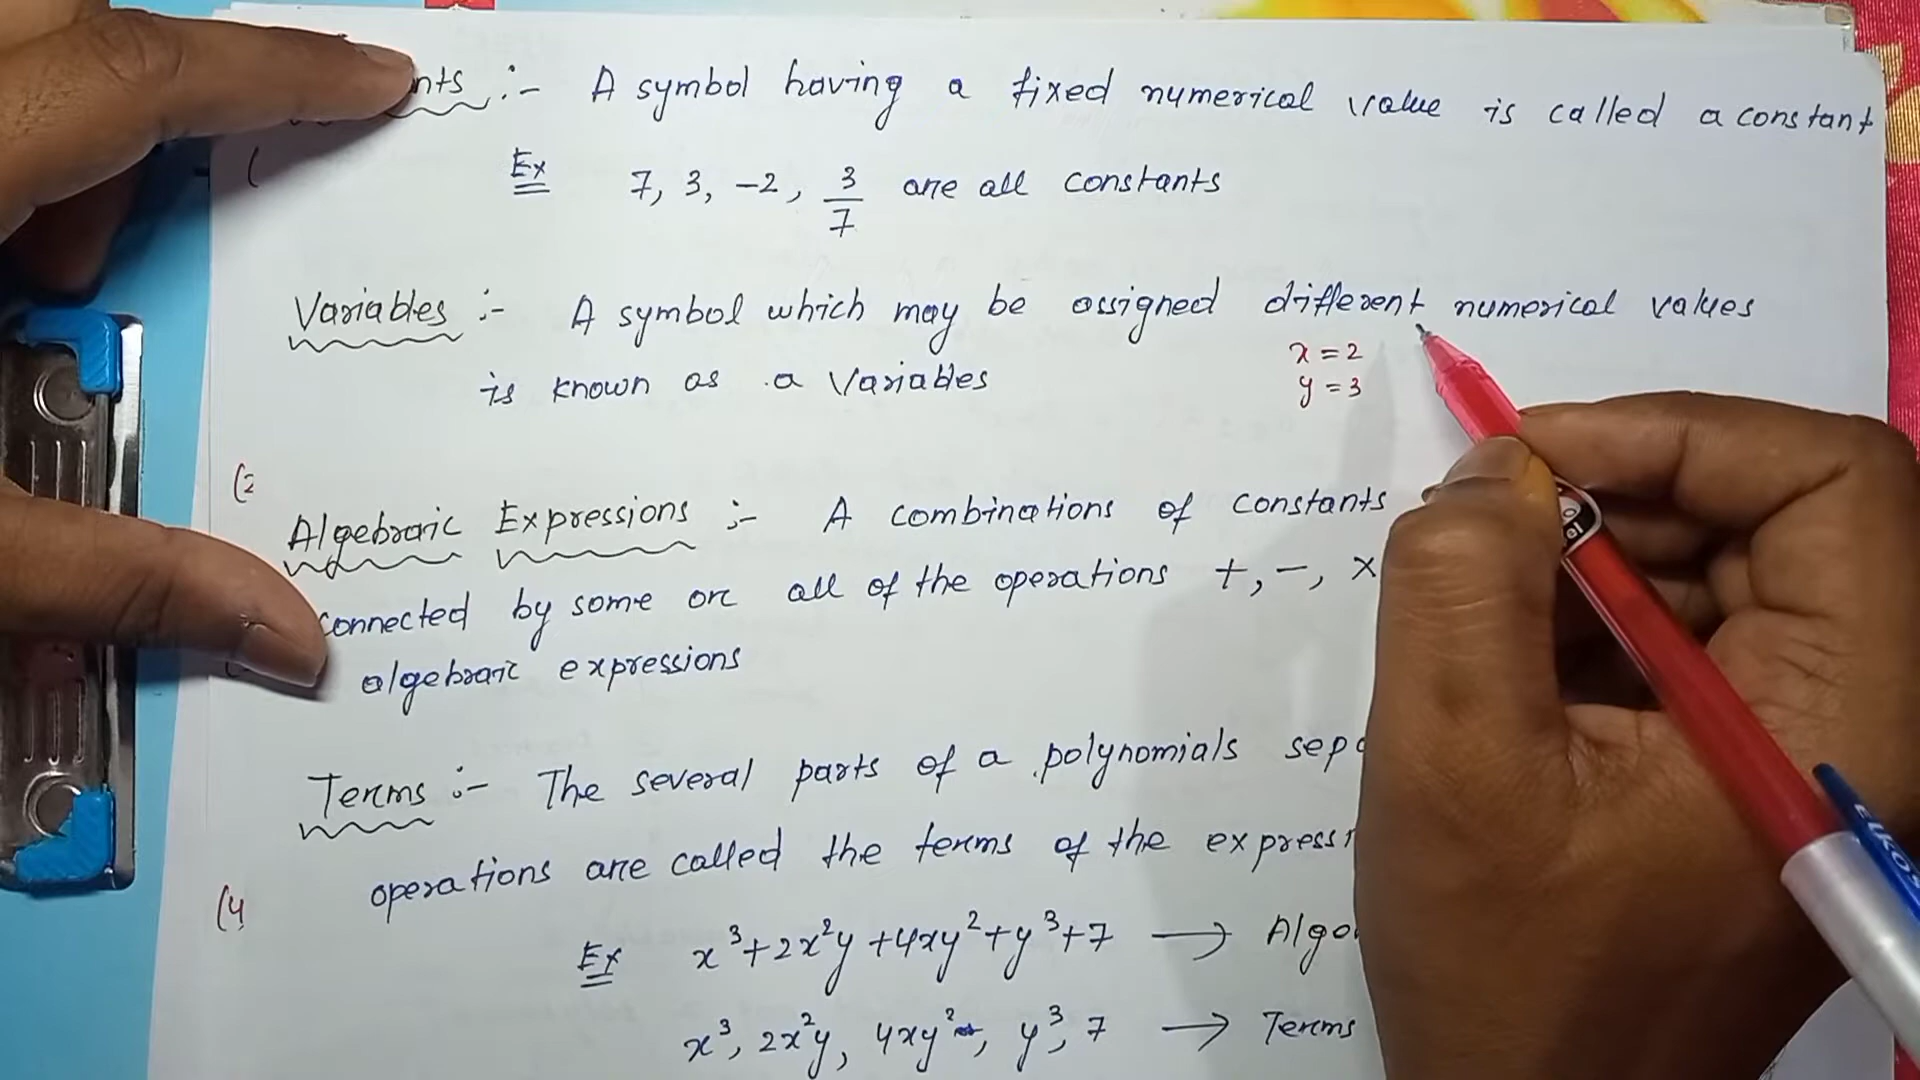 nts :- A symbol having a fixed numerical value is called a constant
(
Ex 7, 3, -2, 3/7 are all constants
Variables :- A symbol which may be assigned different numerical values
x = 2
is known as a Variables
y = 3
(2
Algebraic Expressions :- A combinations of constants
connected by some or all of the operations +, -, x
algebraic expressions
Terms :- The several parts of a polynomials sep
operations are called the terms of the express
(4
Ex x³+2x²y+4xy²+y³+7 → Alg
x³, 2x²y, 4xy², y³, 7 → Terms